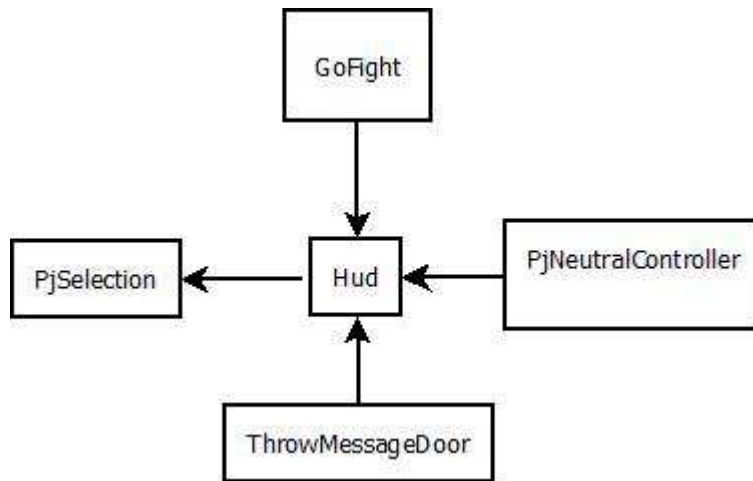 GoFight
PjSelection
Hud
PjNeutralController
ThrowMessageDoor